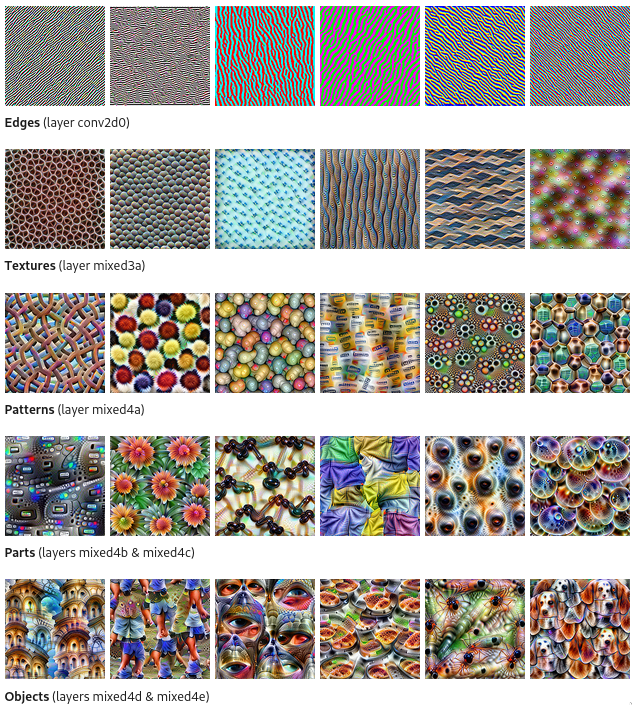 Edges (layer conv2d0)
Textures (layer mixed3a)
Patterns (layer mixed4a)
Parts (layers mixed4b & mixed4c)
Objects (layers mixed4d & mixed4e)